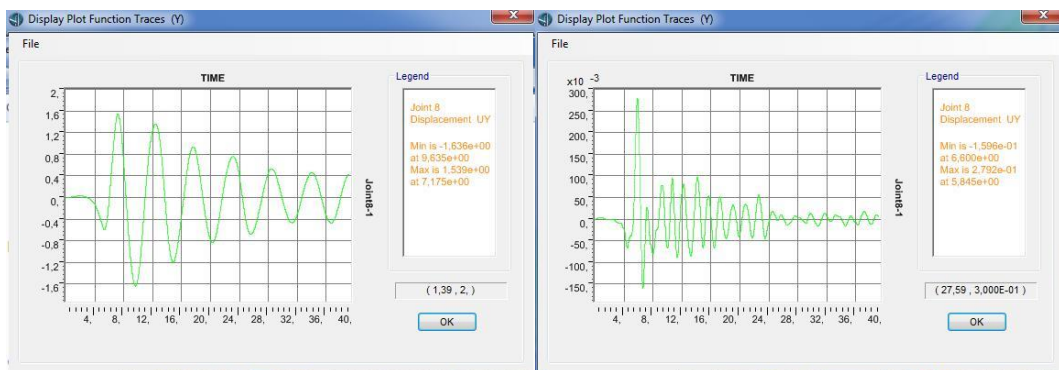 Display Plot Function Traces (Y)
File
TIME
2,
1,6
1,2
0,8
0,4
0,
-0,4
-0,8
-1,2
-1,6
4, 8, 12, 16, 20, 24, 28, 32, 36, 40,
Joint8-1
Legend
Joint 8
Displacement UY
Min is -1,636e+00
at 9,635e+00
Max is 1,539e+00
at 7,175e+00
( 1,39 , 2, )
OK
Display Plot Function Traces (Y)
File
x10 -3
TIME
300,
250,
200,
150,
100,
50,
0,
-50,
-100,
-150,
4, 8, 12, 16, 20, 24, 28, 32, 36, 40,
Joint8-1
Legend
Joint 8
Displacement UY
Min is -1,596e-01
at 6,600e+00
Max is 2,792e-01
at 5,845e+00
( 27,59 , 3,000E-01 )
OK